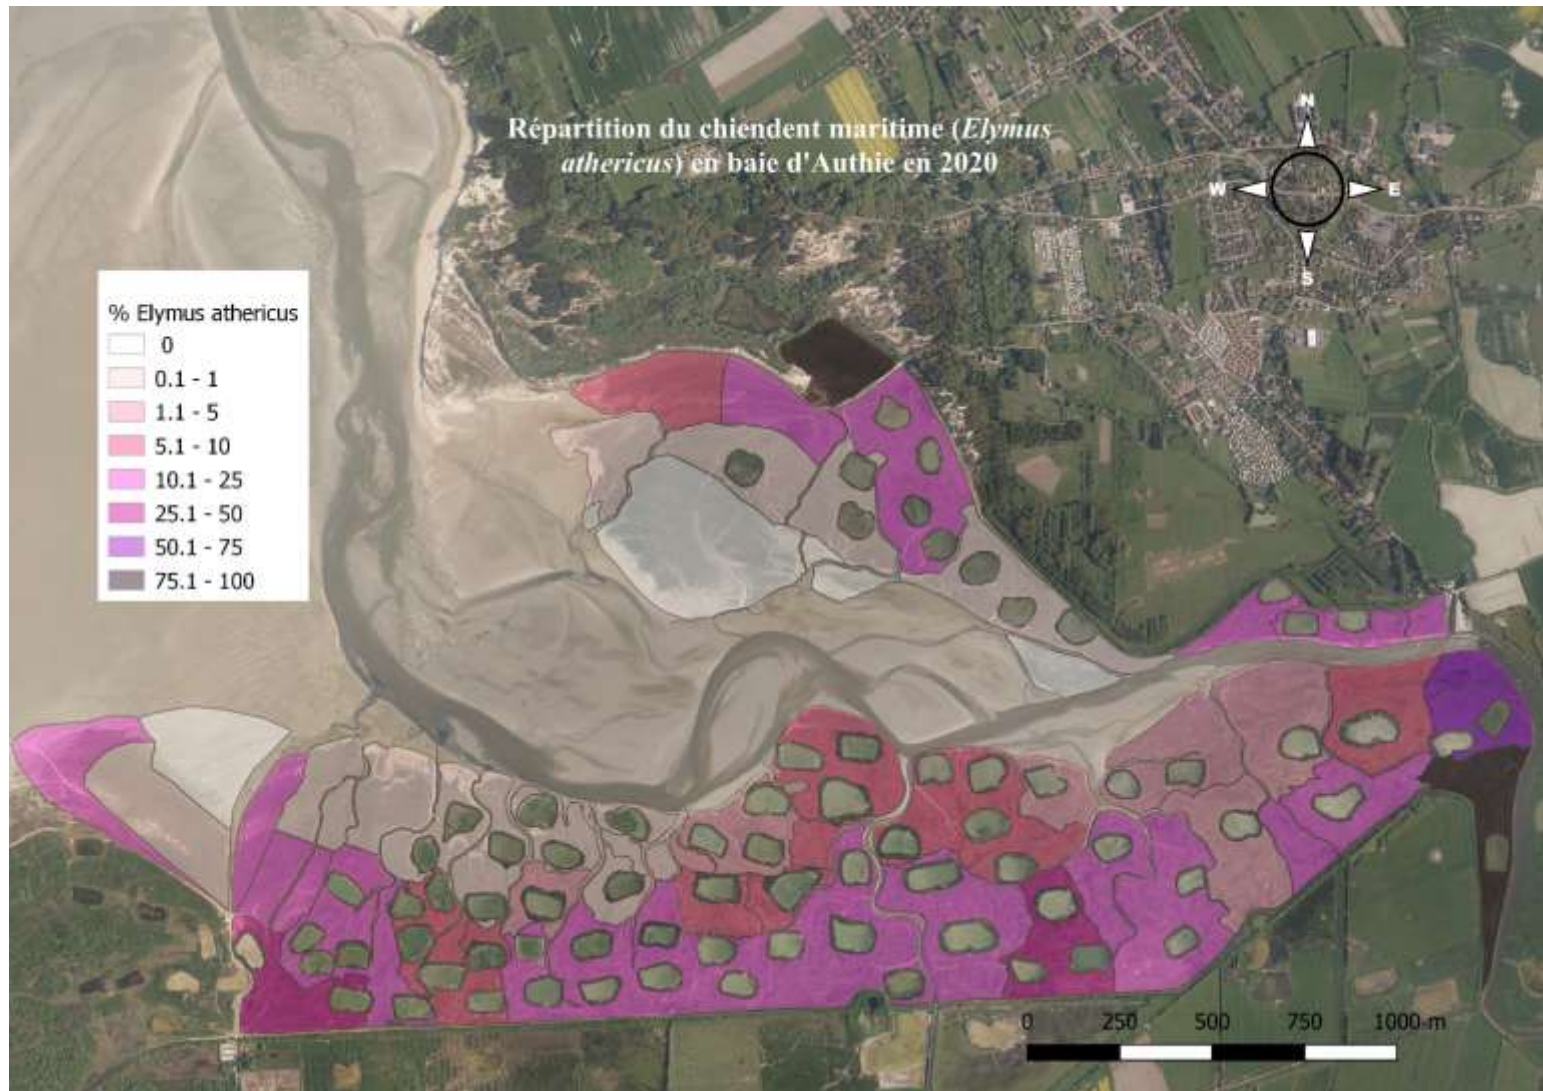 Répartition du chiendent maritime (Elymus
athericus) en baie d'Authie en 2020
N
W
E
S
% Elymus athericus
0
0.1 - 1
1.1 - 5
5.1 - 10
10.1 - 25
25.1 - 50
50.1 - 75
75.1 - 100
0 250 500 750 1000 m